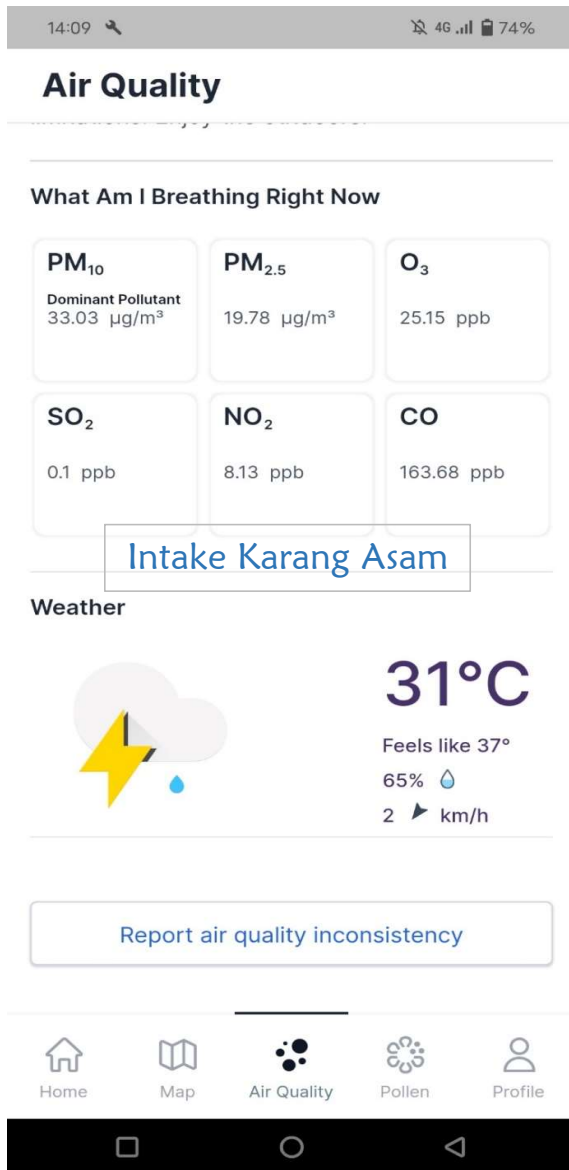 14:09 4G 74%
Air Quality
What Am I Breathing Right Now
PM₁₀ PM₂.₅ O₃
Dominant Pollutant
33.03 µg/m³ 19.78 µg/m³ 25.15 ppb
SO₂ NO₂ CO
0.1 ppb 8.13 ppb 163.68 ppb
Intake Karang Asam
Weather
31°C
Feels like 37°
65%
2 km/h
Report air quality inconsistency
Home Map Air Quality Pollen Profile